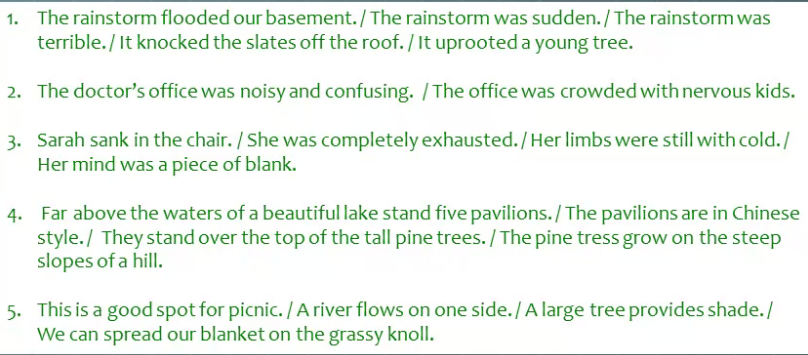 1. The rainstorm flooded our basement. / The rainstorm was sudden. / The rainstorm was
terrible. / It knocked the slates off the roof. / It uprooted a young tree.
2. The doctor's office was noisy and confusing. / The office was crowded with nervous kids.
3. Sarah sank in the chair. / She was completely exhausted. / Her limbs were still with cold. /
Her mind was a piece of blank.
4. Far above the waters of a beautiful lake stand five pavilions. / The pavilions are in Chinese
style. / They stand over the top of the tall pine trees. / The pine tress grow on the steep
slopes of a hill.
5. This is a good spot for picnic. / A river flows on one side. / A large tree provides shade. /
We can spread our blanket on the grassy knoll.